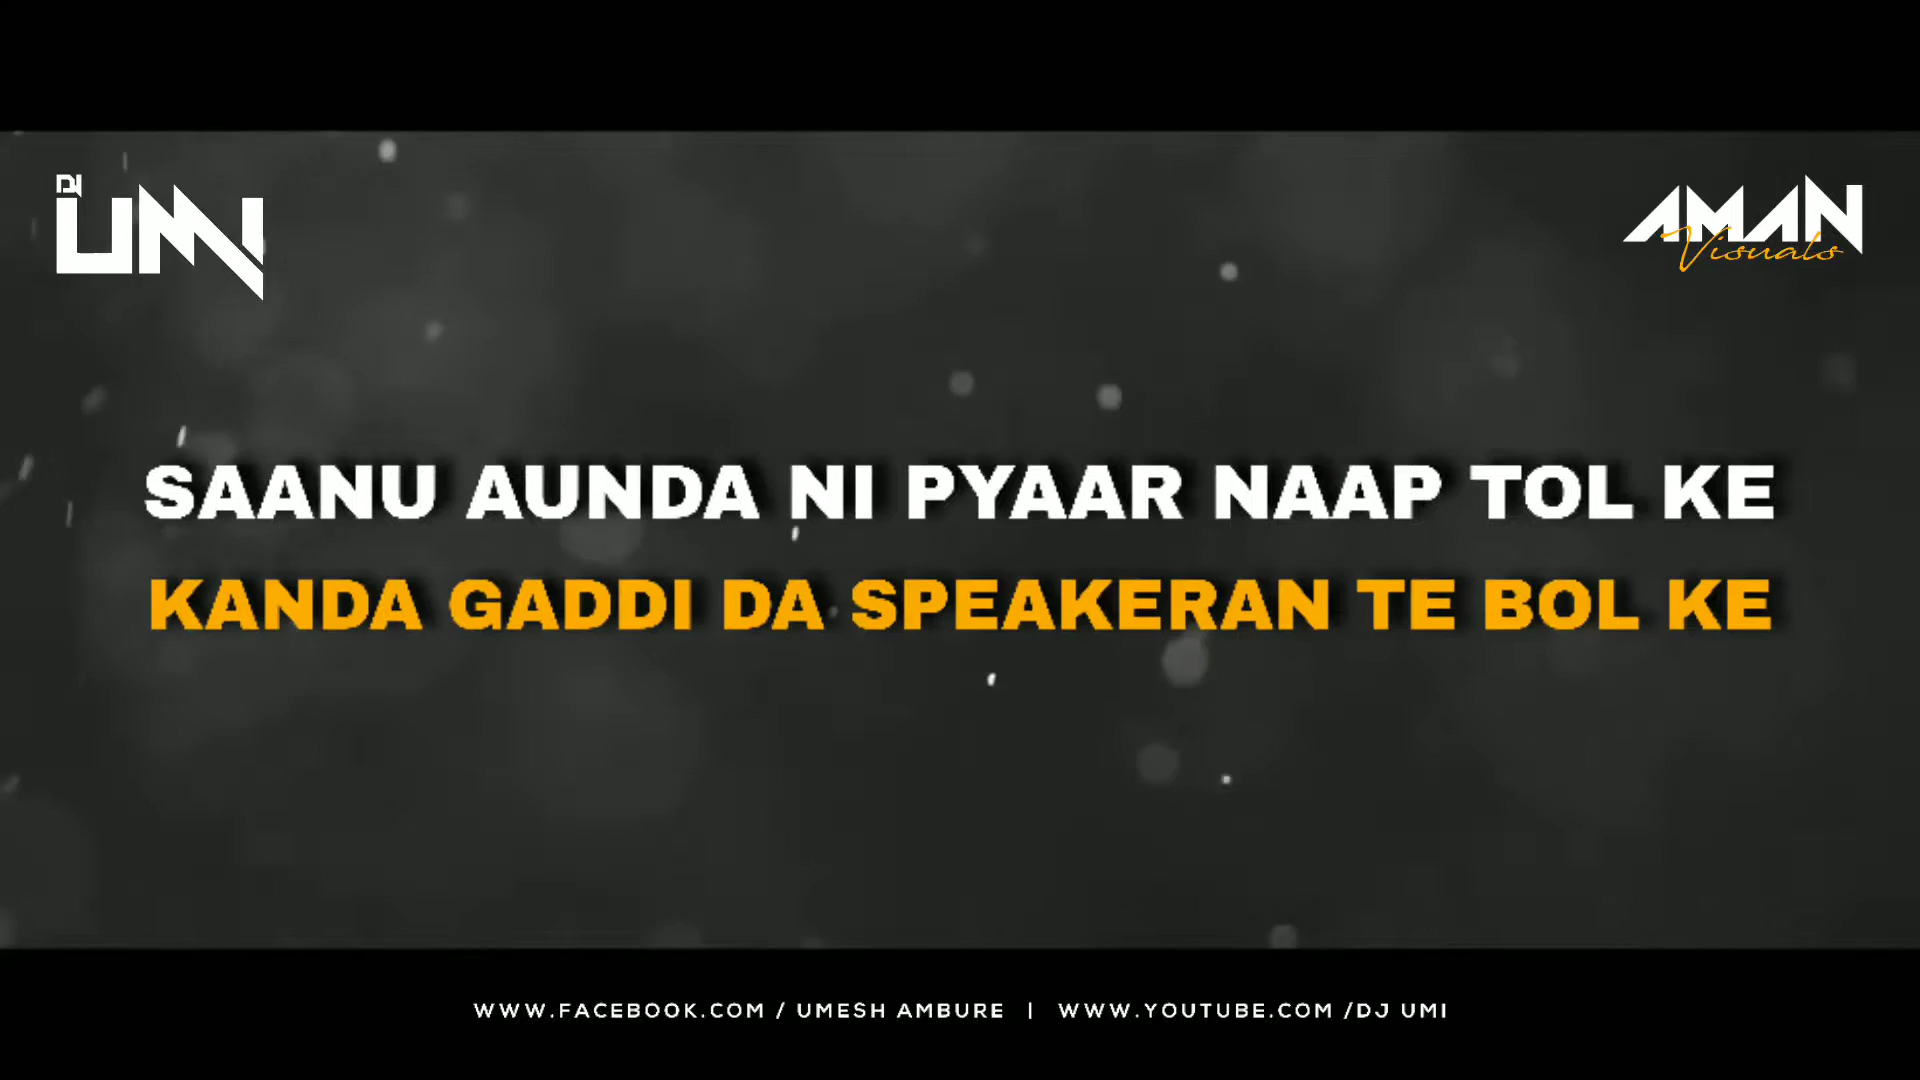 DJ
UMI
AMAN
Visuals
SAANU AUNDA NI PYAAR NAAP TOL KE
KANDA GADDI DA SPEAKERAN TE BOL KE
WWW.FACEBOOK.COM / UMESH AMBURE | WWW.YOUTUBE.COM /DJ UMI